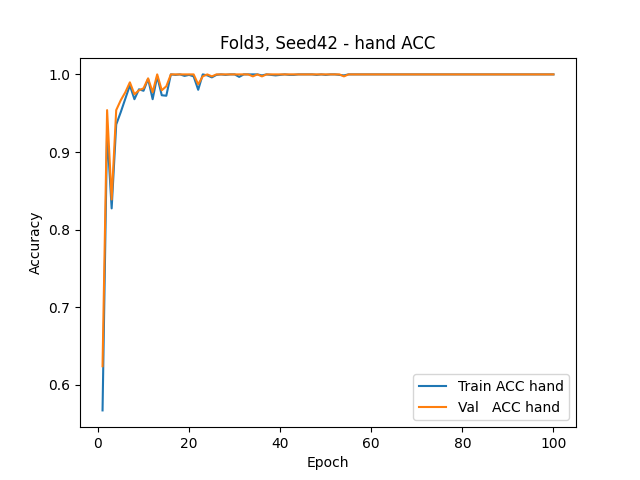 Fold3, Seed42 - hand ACC
1.0
0.9
0.8
0.7
0.6
Accuracy
0 20 40 60 80 100
Epoch
Train ACC hand
Val   ACC hand